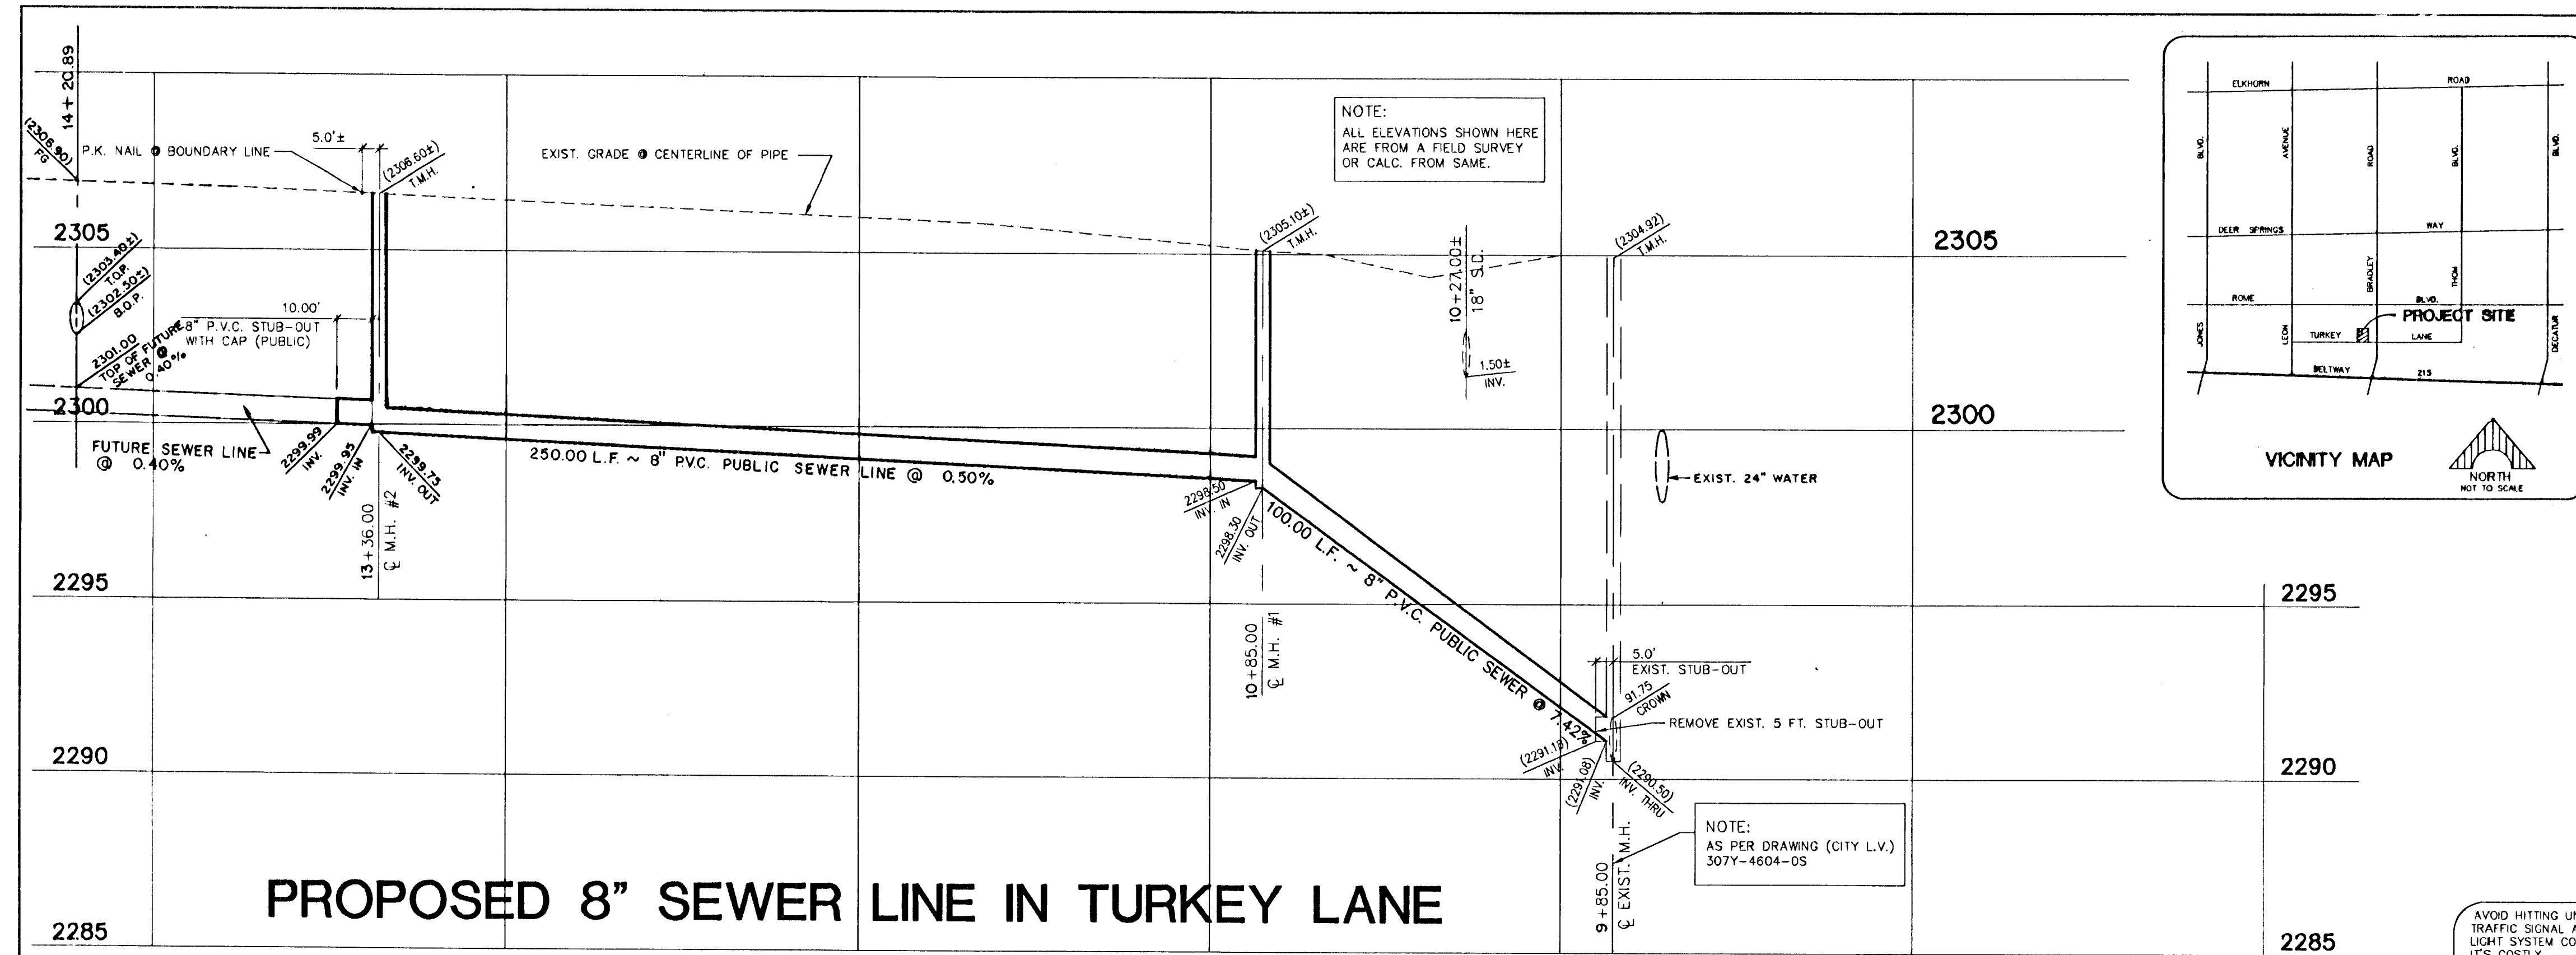 14+20.89
(2306.90)
FG
P.K. NAIL @ BOUNDARY LINE
5.0'±
(2306.60±)
T.M.H.
EXIST. GRADE @ CENTERLINE OF PIPE
NOTE:
ALL ELEVATIONS SHOWN HERE
ARE FROM A FIELD SURVEY
OR CALC. FROM SAME.
(2305.10±)
T.M.H.
(2304.92)
T.M.H.
2305
2305
(2303.40±)
T.O.P.
(2302.50±)
B.O.P.
10.00'
8" P.V.C. STUB-OUT
WITH CAP (PUBLIC)
2301.00
TOP OF FUTURE
SEWER @
0.40%
10+27.00±
18" S.D.
1.50±
INV.
2300
2300
FUTURE SEWER LINE
@ 0.40%
2299.99
INV.
2299.95
INV. IN
2299.75
INV. OUT
250.00 L.F. ~ 8" P.V.C. PUBLIC SEWER LINE @ 0.50%
2298.50
INV. IN
2298.30
INV. OUT
EXIST. 24" WATER
13+36.00
℄ M.H. #2
100.00 L.F. ~ 8" P.V.C. PUBLIC SEWER @ 7.42%
2295
2295
10+85.00
℄ M.H. #1
5.0'
EXIST. STUB-OUT
91.75
CROWN
REMOVE EXIST. 5 FT. STUB-OUT
(2291.18)
INV.
(2291.08)
INV.
(2290.50)
INV. THRU
2290
2290
NOTE:
AS PER DRAWING (CITY L.V.)
307Y-4604-0S
9+85.00
℄ EXIST. M.H.
PROPOSED 8" SEWER LINE IN TURKEY LANE
2285
2285
ELKHORN ROAD
BLVD.
AVENUE
ROAD
BLVD.
BLVD.
DEER SPRINGS WAY
BRADLEY
THOM
ROME BLVD.
PROJECT SITE
JONES
LEON
TURKEY LANE
DECATUR
BELTWAY 215
VICINITY MAP
NORTH
NOT TO SCALE
AVOID HITTING
TRAFFIC SIGNAL
LIGHT SYSTEM
IT'S COSTLY